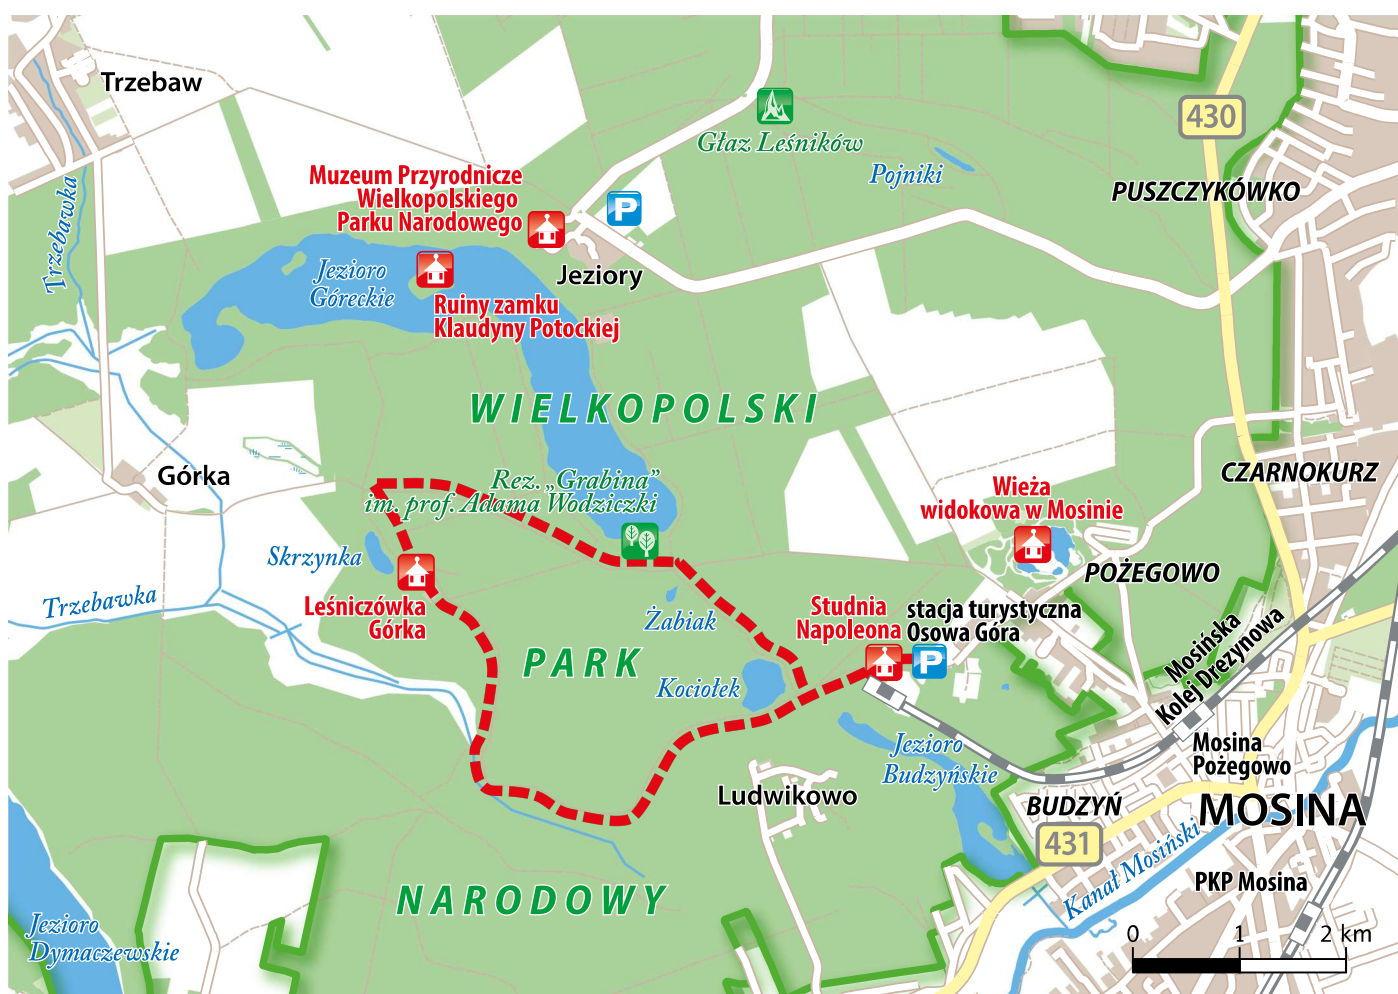 Trzebaw
430
Głaz Leśników
Pojniki
PUSZCZYKÓWKO
Muzeum Przyrodnicze
Wielkopolskiego
Parku Narodowego
P
Trzebawka
Jezioro
Góreckie
Jeziory
Ruiny zamku
Klaudyny Potockiej
WIELKOPOLSKI
Górka
Rez. „Grabina”
im. prof. Adama Wodziczki
CZARNOKURZ
Wieża
widokowa w Mosinie
Skrzynka
POŻEGOWO
Trzebawka
Leśniczówka
Górka
Żabiak
Studnia
Napoleona
stacja turystyczna
Osowa Góra
P
Mosińska
Kolej Drezynowa
PARK
Kociołek
Jezioro
Budzyńskie
Mosina
Pożegowo
Ludwikowo
BUDZYŃ
MOSINA
431
Kanał Mosiński
PKP Mosina
NARODOWY
Jezioro
Dymaczewskie
0 1 2 km